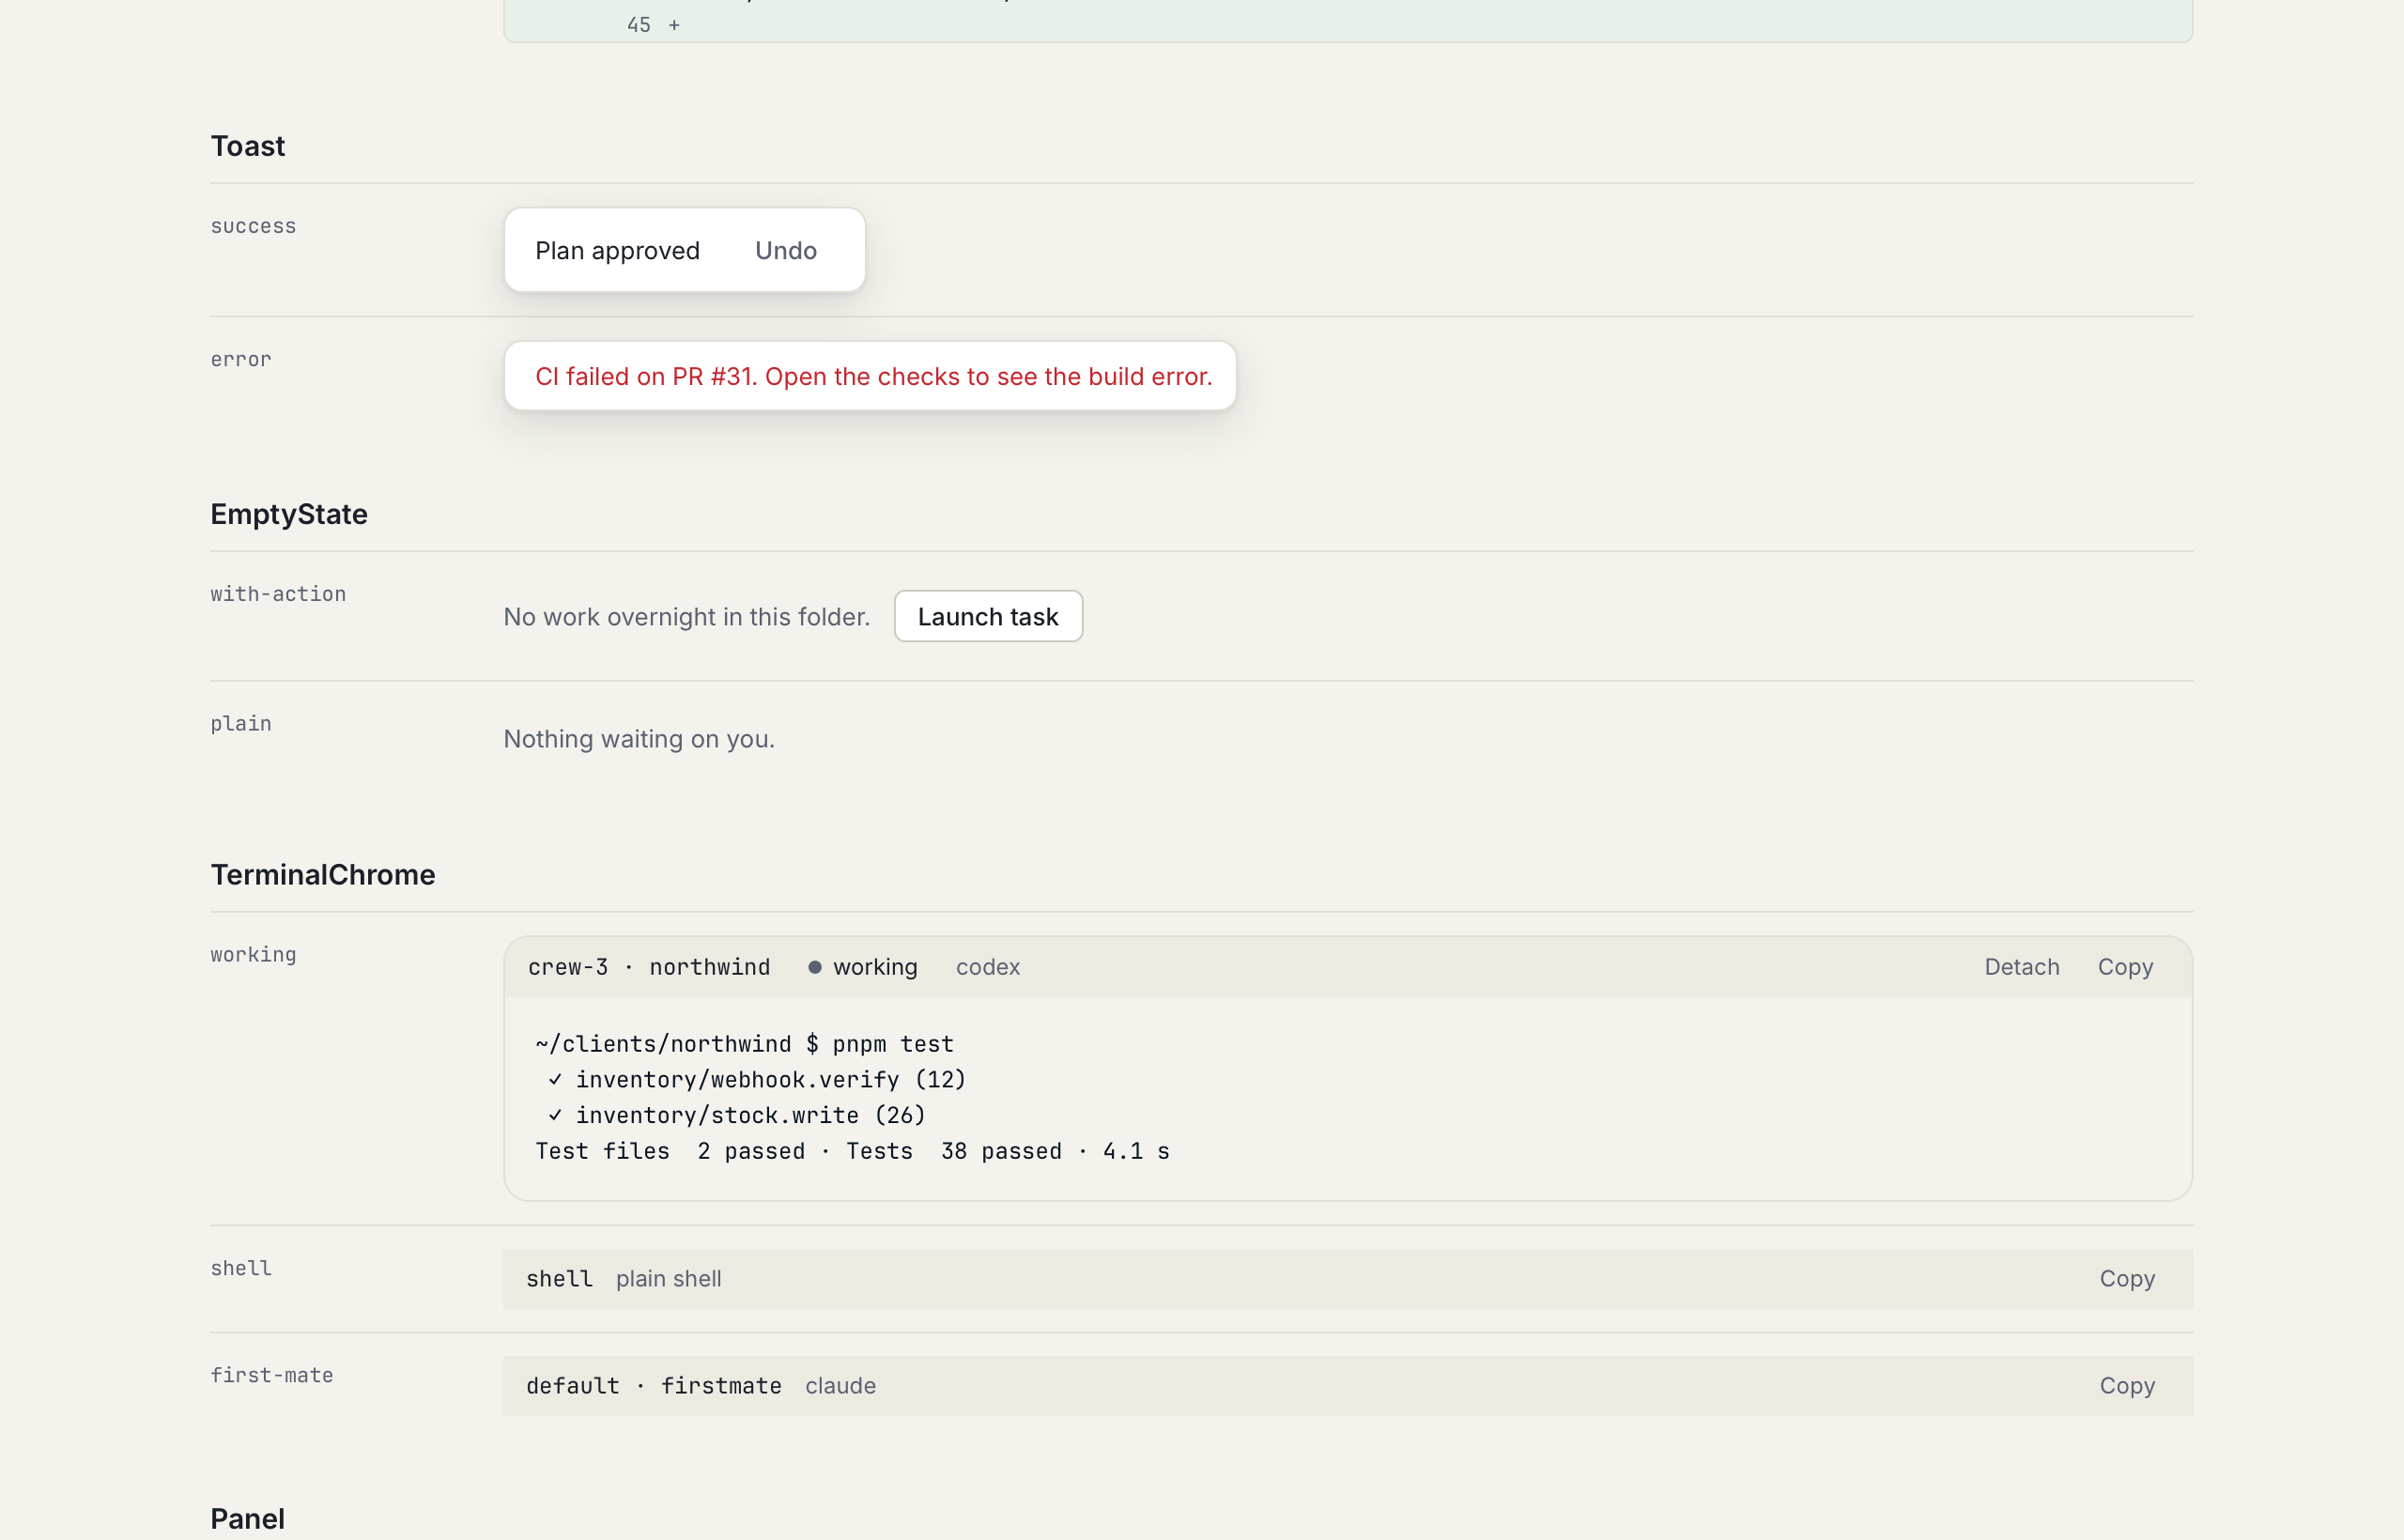 45 +
Toast
success
Plan approved Undo
error
CI failed on PR #31. Open the checks to see the build error.
EmptyState
with-action
No work overnight in this folder. Launch task
plain
Nothing waiting on you.
TerminalChrome
working
crew-3 · northwind ● working codex Detach Copy
~/clients/northwind $ pnpm test
✓ inventory/webhook.verify (12)
✓ inventory/stock.write (26)
Test files  2 passed · Tests  38 passed · 4.1 s
shell
shell plain shell Copy
first-mate
default · firstmate claude Copy
Panel